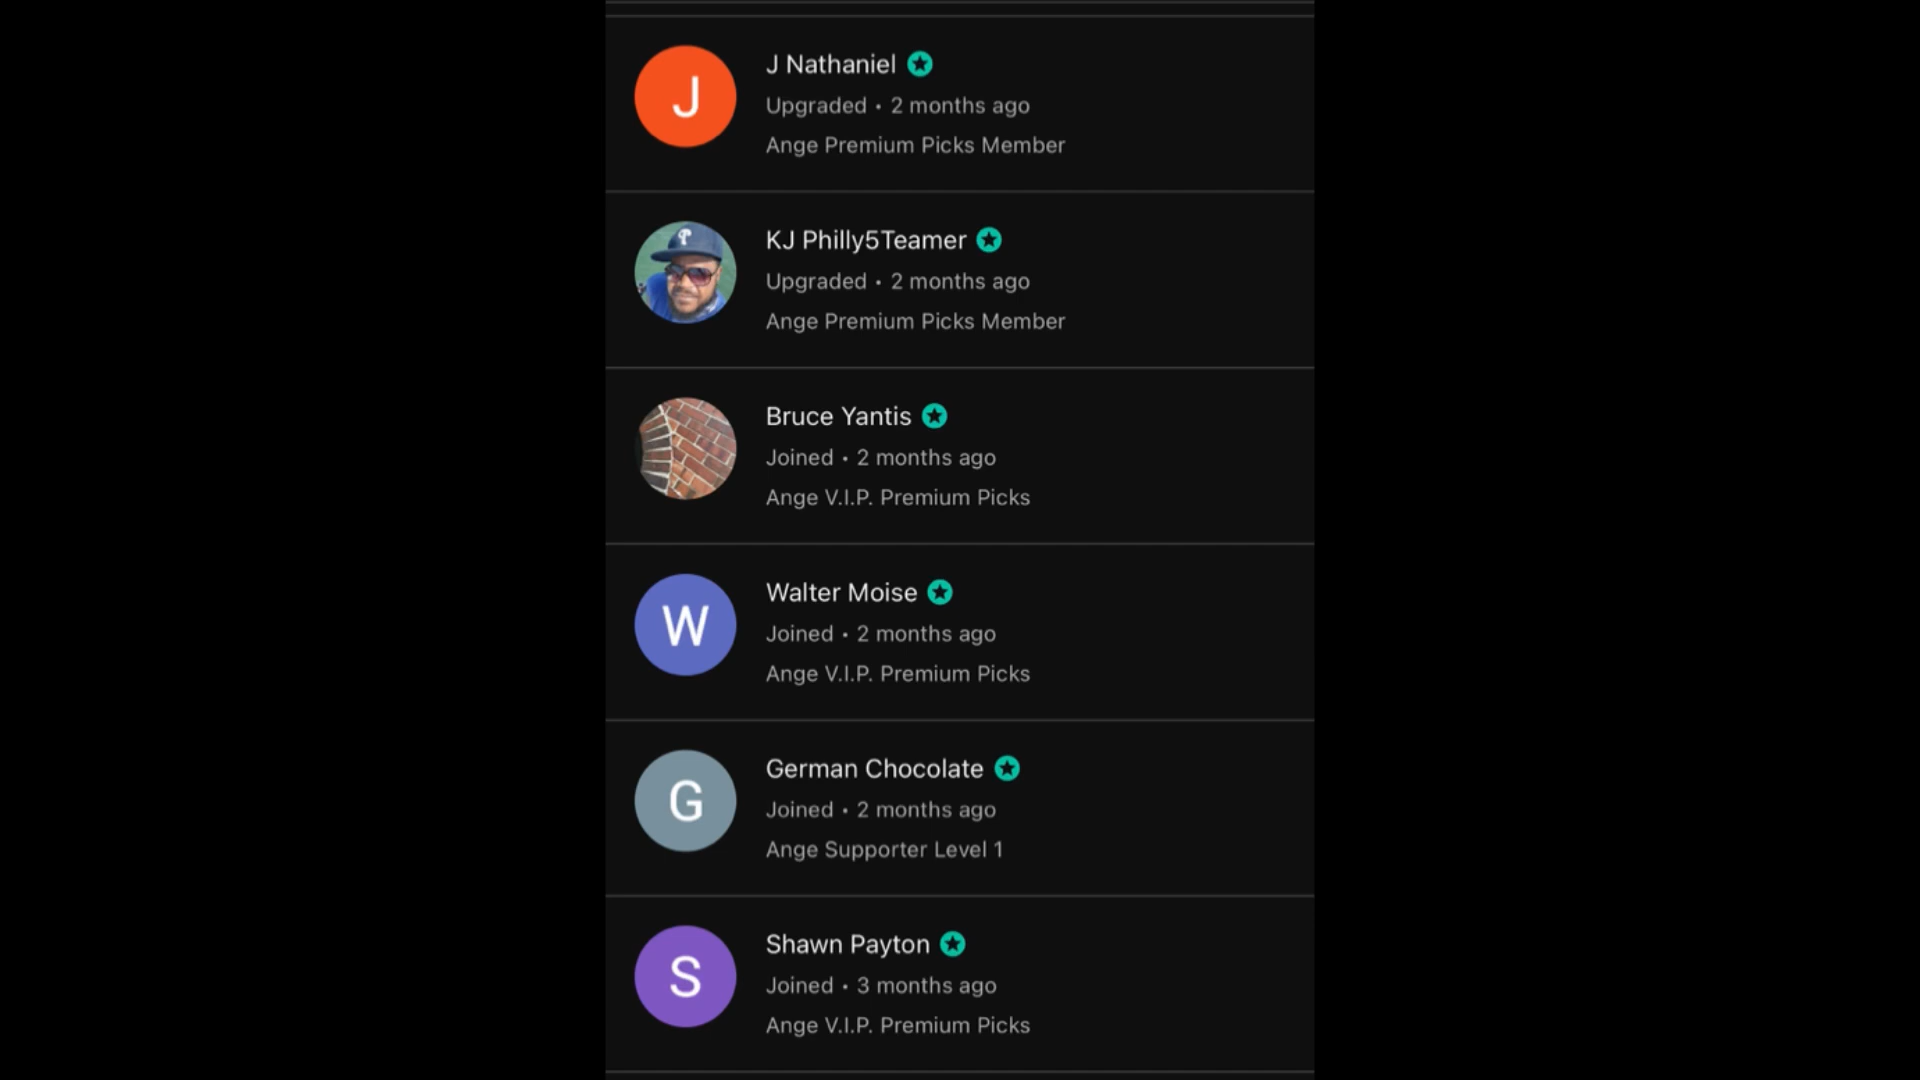 J
J Nathaniel
Upgraded • 2 months ago
Ange Premium Picks Member
P
KJ Philly5Teamer
Upgraded • 2 months ago
Ange Premium Picks Member
Bruce Yantis
Joined • 2 months ago
Ange V.I.P. Premium Picks
W
Walter Moise
Joined • 2 months ago
Ange V.I.P. Premium Picks
G
German Chocolate
Joined • 2 months ago
Ange Supporter Level 1
S
Shawn Payton
Joined • 3 months ago
Ange V.I.P. Premium Picks